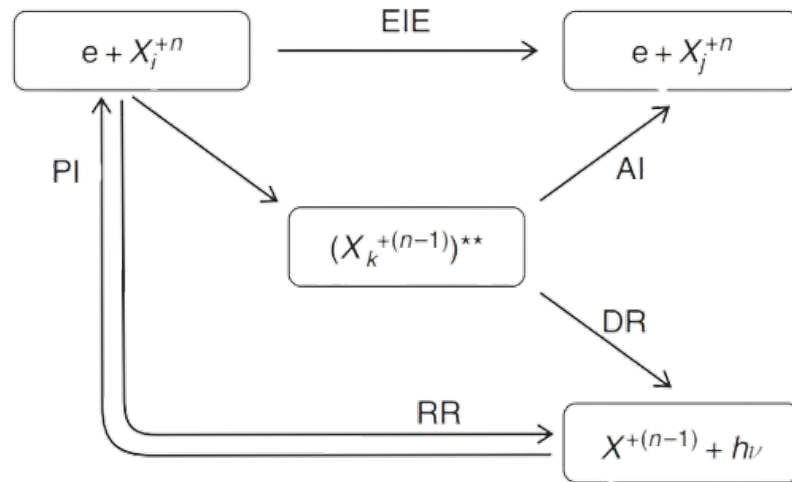 EIE
e + X_i^{+n}
e + X_j^{+n}
PI
AI
(X_k^{+(n−1)})^{⋆⋆}
DR
RR
X^{+(n−1)} + hν